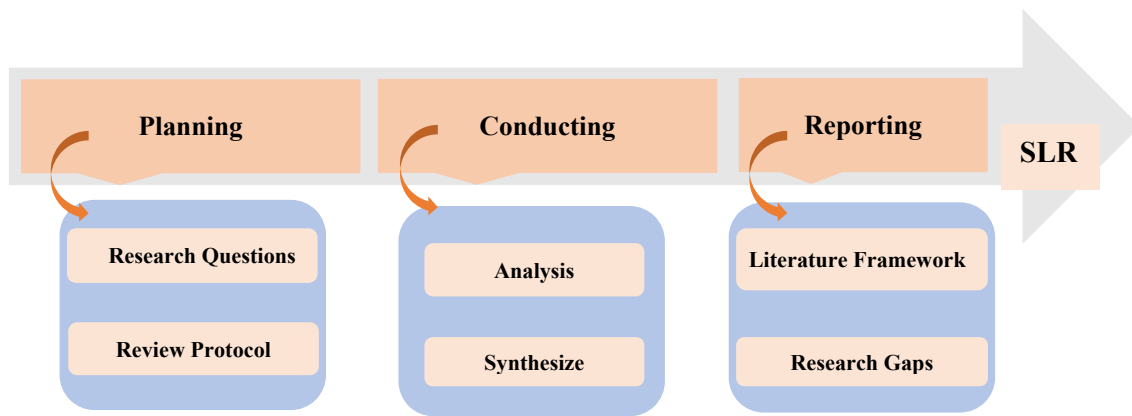 Planning
Conducting
Reporting
SLR
Research Questions
Review Protocol
Analysis
Synthesize
Literature Framework
Research Gaps